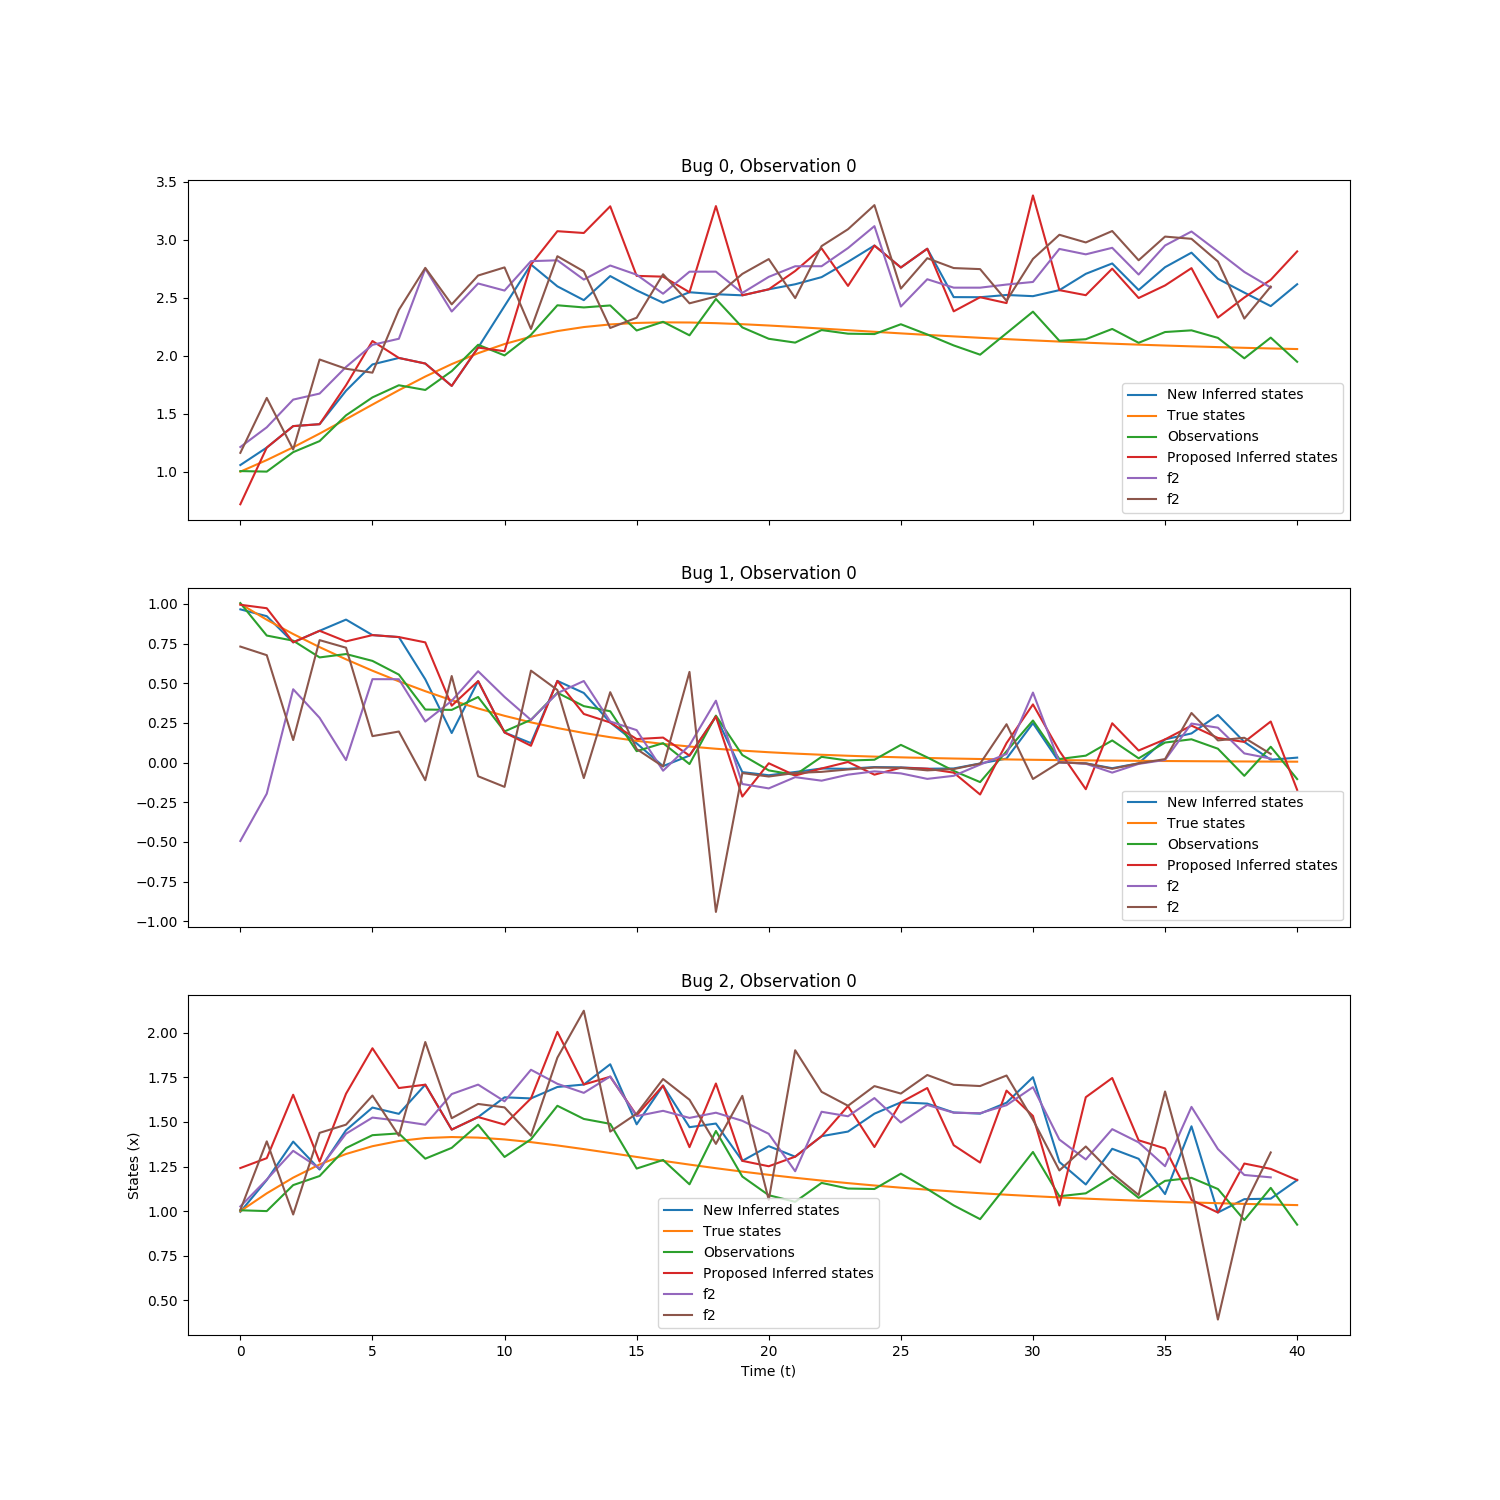 Bug 0, Observation 0
3.5
3.0
2.5
2.0
1.5
1.0
New Inferred states
True states
Observations
Proposed Inferred states
f2
f2
Bug 1, Observation 0
1.00
0.75
0.50
0.25
0.00
−0.25
−0.50
−0.75
−1.00
New Inferred states
True states
Observations
Proposed Inferred states
f2
f2
Bug 2, Observation 0
States (x)
2.00
1.75
1.50
1.25
1.00
0.75
0.50
New Inferred states
True states
Observations
Proposed Inferred states
f2
f2
0 5 10 15 20 25 30 35 40
Time (t)